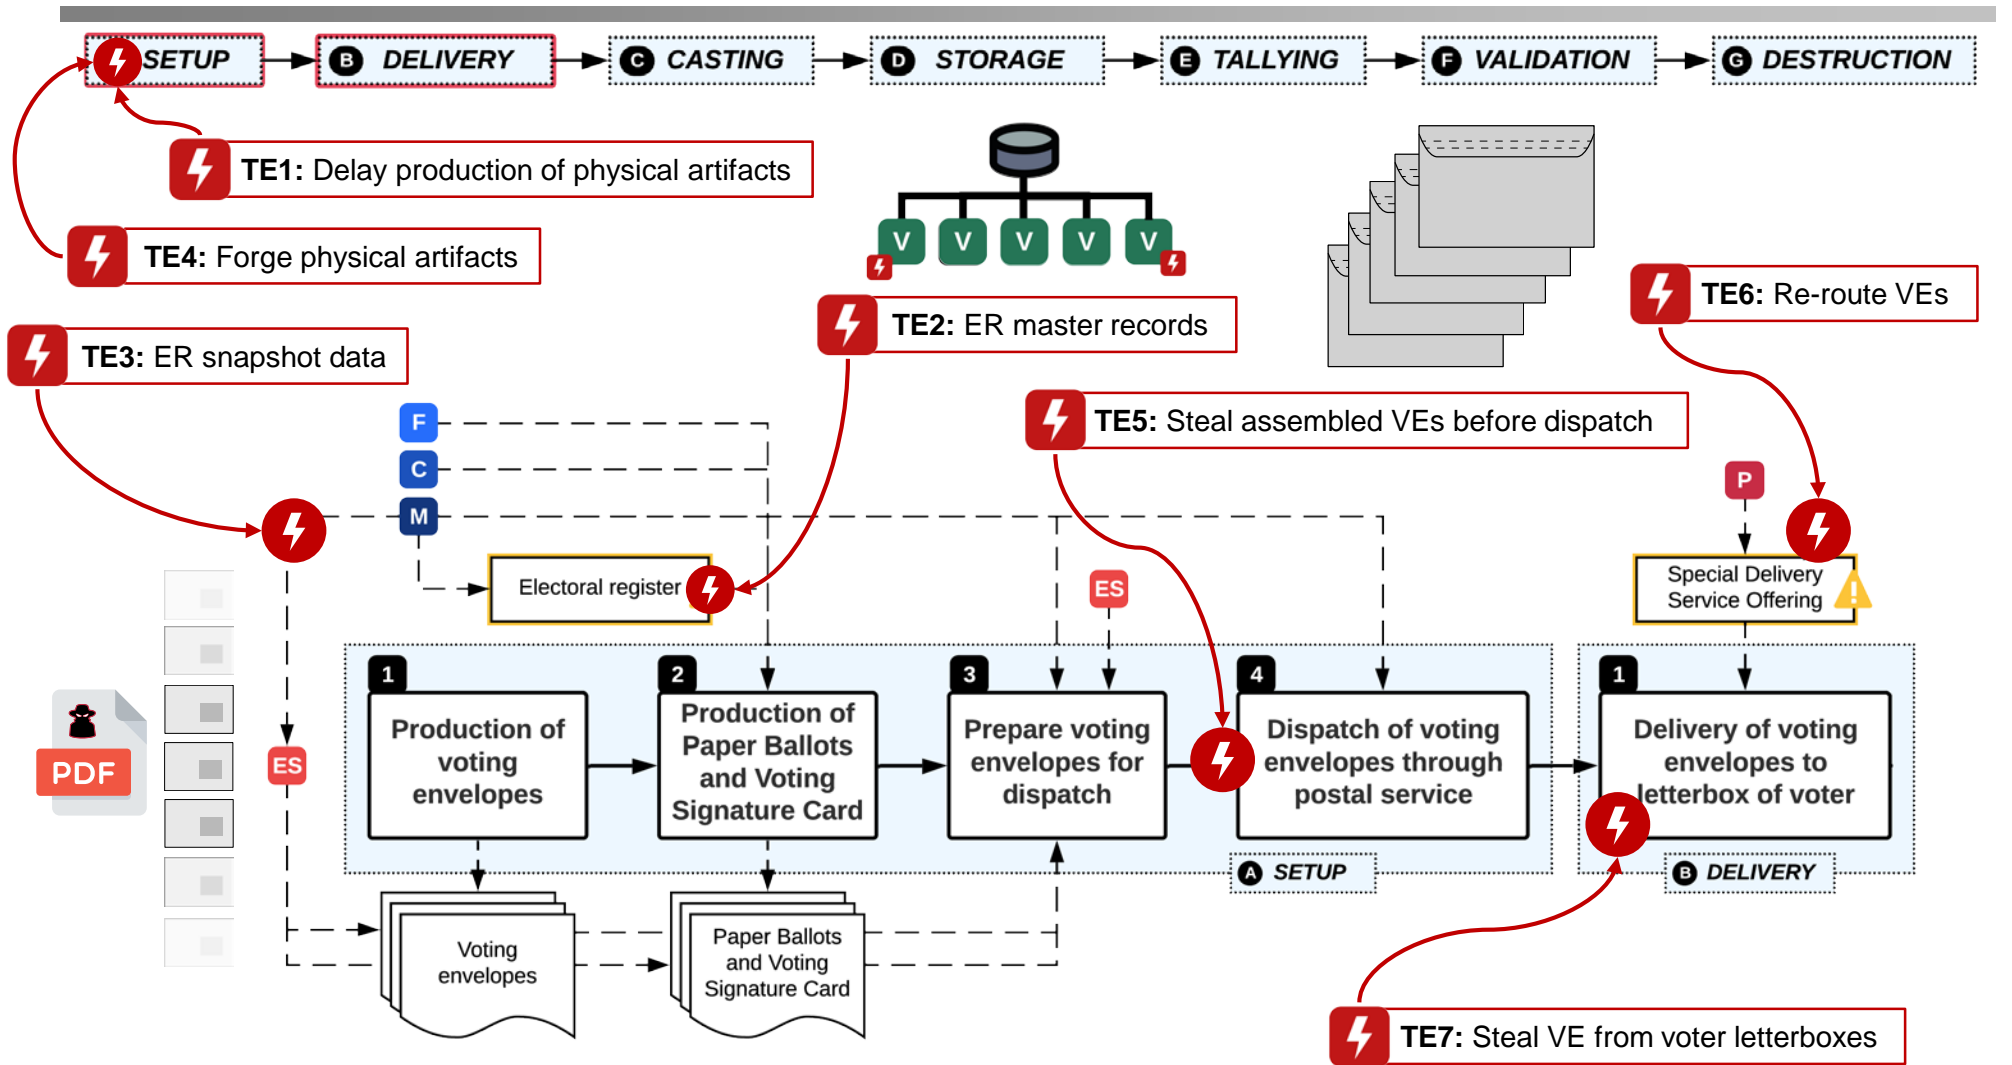 SETUP
B DELIVERY
C CASTING
D STORAGE
E TALLYING
F VALIDATION
G DESTRUCTION
TE1: Delay production of physical artifacts
TE4: Forge physical artifacts
V V V V V
TE6: Re-route VEs
TE2: ER master records
TE3: ER snapshot data
F
C
M
TE5: Steal assembled VEs before dispatch
P
Electoral register
ES
Special Delivery
Service Offering
1
Production of
voting
envelopes
2
Production of
Paper Ballots
and Voting
Signature Card
3
Prepare voting
envelopes for
dispatch
4
Dispatch of voting
envelopes through
postal service
1
Delivery of voting
envelopes to
letterbox of voter
PDF
ES
A SETUP
B DELIVERY
Voting
envelopes
Paper Ballots
and Voting
Signature Card
TE7: Steal VE from voter letterboxes